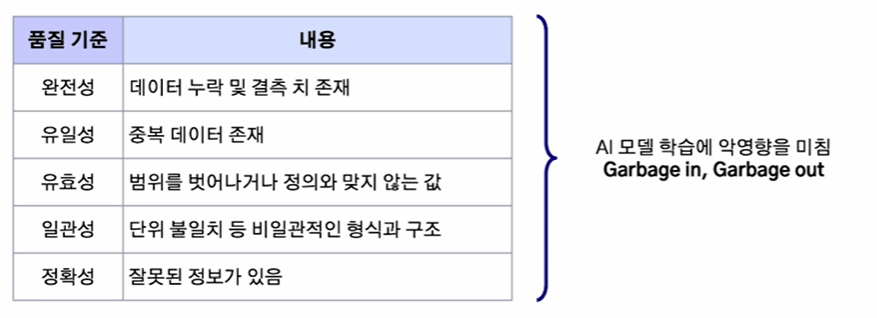 품질 기준 내용
완전성 데이터 누락 및 결측 치 존재
유일성 중복 데이터 존재
유효성 범위를 벗어나거나 정의와 맞지 않는 값
일관성 단위 불일치 등 비일관적인 형식과 구조
정확성 잘못된 정보가 있음
AI 모델 학습에 악영향을 미침
Garbage in, Garbage out